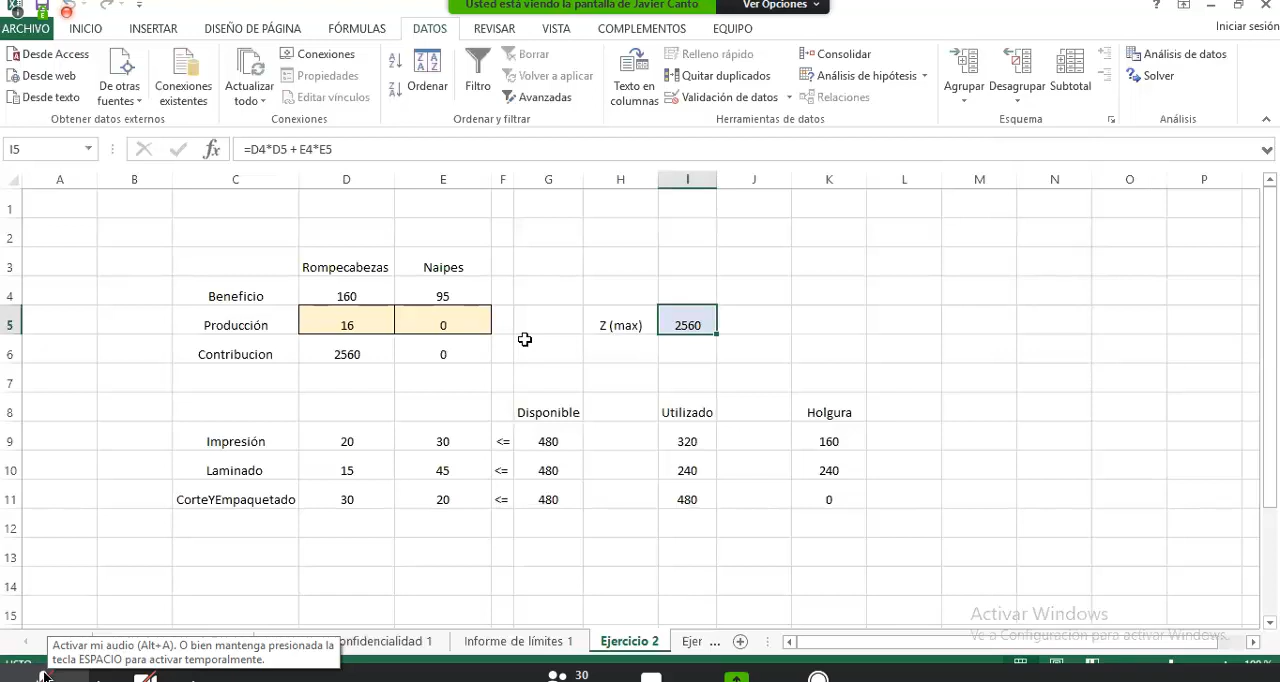 Usted está viendo la pantalla de Javier Canto
Ver Opciones
ARCHIVO INICIO INSERTAR DISEÑO DE PÁGINA FÓRMULAS DATOS REVISAR VISTA COMPLEMENTOS EQUIPO Iniciar sesión
Desde Access
Desde web
Desde texto
De otras fuentes
Conexiones existentes
Obtener datos externos
Actualizar todo
Conexiones
Propiedades
Editar vínculos
Conexiones
Ordenar
Filtro
Borrar
Volver a aplicar
Avanzadas
Ordenar y filtrar
Texto en columnas
Relleno rápido
Quitar duplicados
Validación de datos
Consolidar
Análisis de hipótesis
Relaciones
Herramientas de datos
Agrupar
Desagrupar
Subtotal
Esquema
Análisis de datos
Solver
Análisis
I5 fx =D4*D5 + E4*E5
A B C D E F G H I J K L M N O P
1
2
3 Rompecabezas Naipes
4 Beneficio 160 95
5 Producción 16 0 Z (max) 2560
6 Contribucion 2560 0
7
8 Disponible Utilizado Holgura
9 Impresión 20 30 <= 480 320 160
10 Laminado 15 45 <= 480 240 240
11 CorteYEmpaquetado 30 20 <= 480 480 0
12
13
14
15
Activar Windows
Ve a Configuración para activar Windows.
onfidencialidad 1 Informe de límites 1 Ejercicio 2 Ejer ...
Activar mi audio (Alt+A). O bien mantenga presionada la
tecla ESPACIO para activar temporalmente.
30